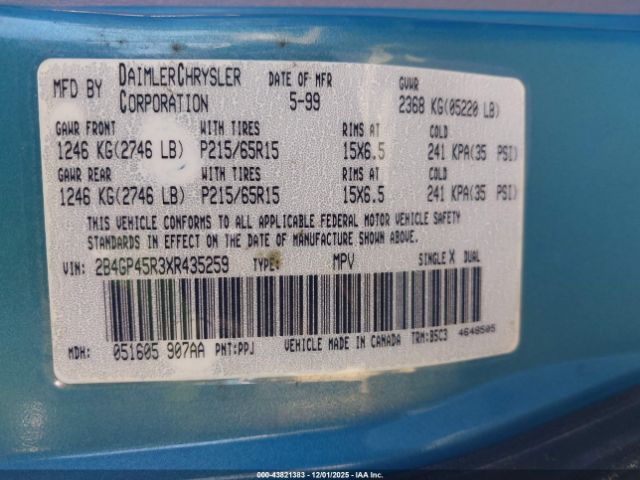 MFD BY DAIMLERCHRYSLER CORPORATION DATE OF MFR 5-99 GVWR 2368 KG(05220 LB)
GAWR FRONT WITH TIRES RIMS AT COLD
1246 KG(2746 LB) P215/65R15 15X6.5 241 KPA(35 PSI)
GAWR REAR WITH TIRES RIMS AT COLD
1246 KG(2746 LB) P215/65R15 15X6.5 241 KPA(35 PSI)
THIS VEHICLE CONFORMS TO ALL APPLICABLE FEDERAL MOTOR VEHICLE SAFETY
STANDARDS IN EFFECT ON THE DATE OF MANUFACTURE SHOWN ABOVE.
VIN: 2B4GP45R3XR435259 TYPE: MPV SINGLE X DUAL
MDH: 051605 907AA PNT:PPJ VEHICLE MADE IN CANADA TRM:B5C3 4648505
00-43821383 - 12/01/2025 - IAAI.COM